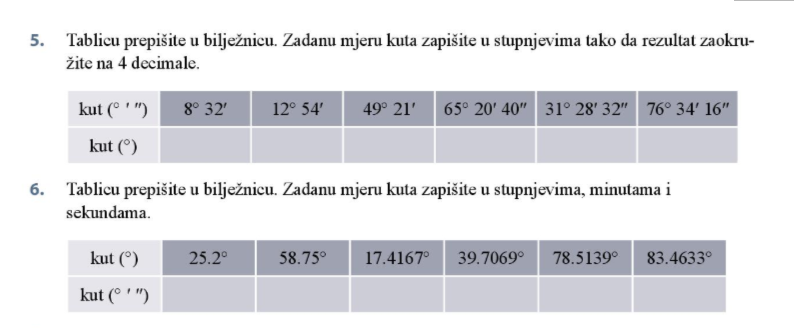 5. Tablicu prepišite u bilježnicu. Zadanu mjeru kuta zapišite u stupnjevima tako da rezultat zaokru-
žite na 4 decimale.
kut (° ′ ″) 8° 32′ 12° 54′ 49° 21′ 65° 20′ 40″ 31° 28′ 32″ 76° 34′ 16″
kut (°)
6. Tablicu prepišite u bilježnicu. Zadanu mjeru kuta zapišite u stupnjevima, minutama i
sekundama.
kut (°) 25.2° 58.75° 17.4167° 39.7069° 78.5139° 83.4633°
kut (° ′ ″)